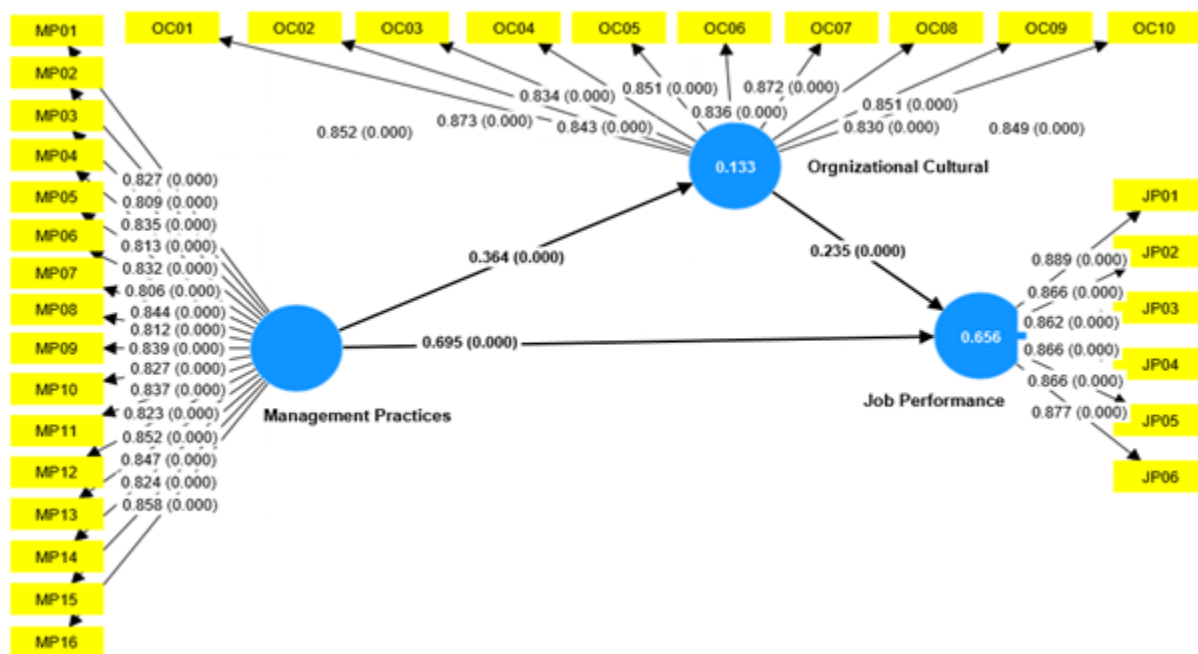 MP01
OC01
OC02
OC03
OC04
OC05
OC06
OC07
OC08
OC09
OC10
MP02
MP03
MP04
MP05
MP06
MP07
MP08
MP09
MP10
MP11
MP12
MP13
MP14
MP15
MP16
0.852 (0.000)
0.873 (0.000)
0.834 (0.000)
0.843 (0.000)
0.851 (0.000)
0.836 (0.000)
0.872 (0.000)
0.851 (0.000)
0.830 (0.000)
0.849 (0.000)
0.133
Orgnizational Cultural
0.827 (0.000)
0.809 (0.000)
0.835 (0.000)
0.813 (0.000)
0.832 (0.000)
0.806 (0.000)
0.844 (0.000)
0.812 (0.000)
0.839 (0.000)
0.827 (0.000)
0.837 (0.000)
0.823 (0.000)
0.852 (0.000)
0.847 (0.000)
0.824 (0.000)
0.858 (0.000)
Management Practices
0.364 (0.000)
0.235 (0.000)
0.695 (0.000)
0.656
Job Performance
0.889 (0.000)
0.866 (0.000)
0.862 (0.000)
0.866 (0.000)
0.866 (0.000)
0.877 (0.000)
JP01
JP02
JP03
JP04
JP05
JP06